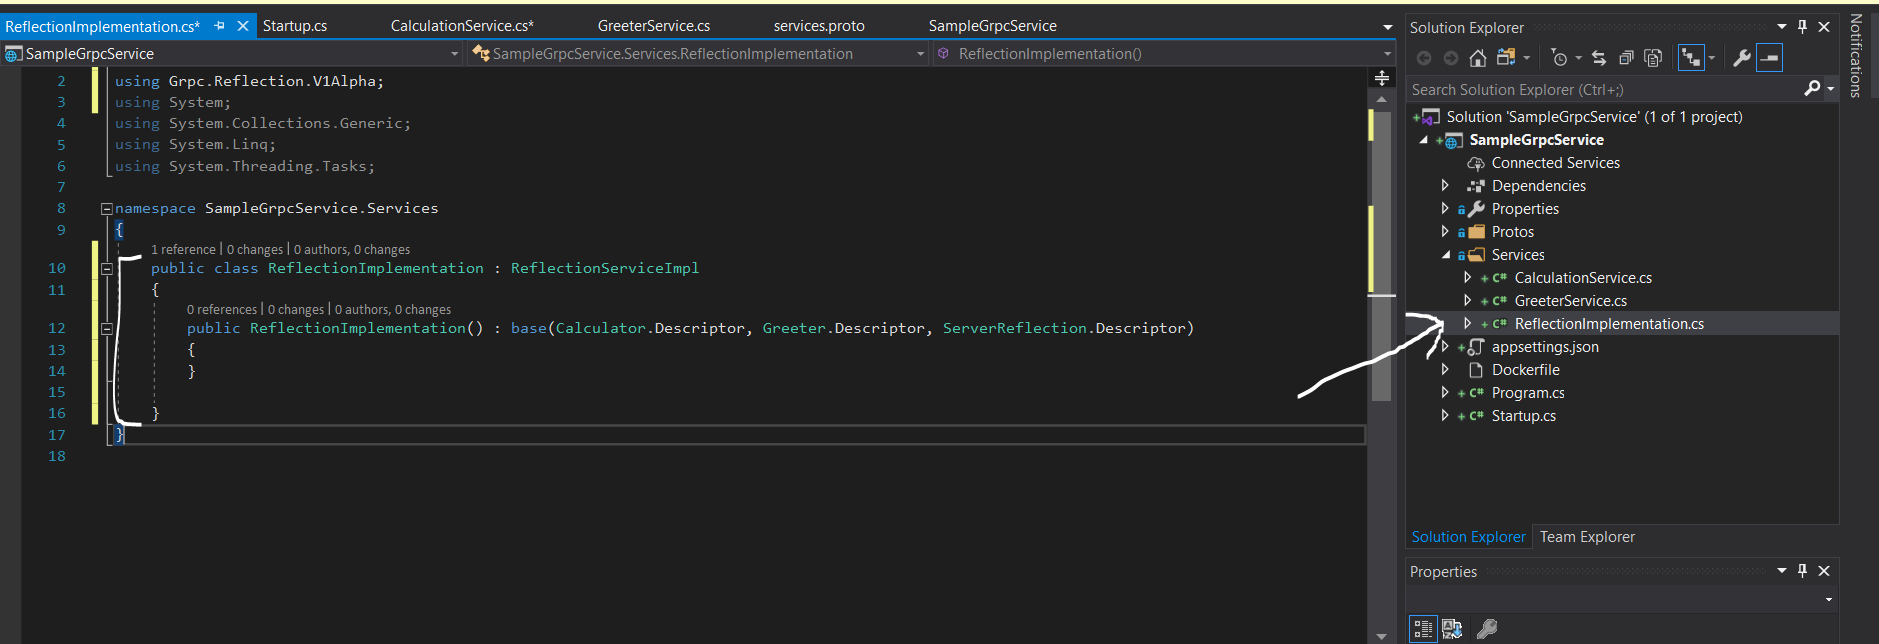 ReflectionImplementation.cs*
Startup.cs
CalculationService.cs*
GreeterService.cs
services.proto
SampleGrpcService
SampleGrpcService
SampleGrpcService.Services.ReflectionImplementation
ReflectionImplementation()
2 using Grpc.Reflection.V1Alpha;
3 using System;
4 using System.Collections.Generic;
5 using System.Linq;
6 using System.Threading.Tasks;
7
8 namespace SampleGrpcService.Services
9 {
1 reference | 0 changes | 0 authors, 0 changes
10 public class ReflectionImplementation : ReflectionServiceImpl
11 {
0 references | 0 changes | 0 authors, 0 changes
12 public ReflectionImplementation() : base(Calculator.Descriptor, Greeter.Descriptor, ServerReflection.Descriptor)
13 {
14 }
15
16 }
17 }
18
Solution Explorer
Search Solution Explorer (Ctrl+;)
Solution 'SampleGrpcService' (1 of 1 project)
SampleGrpcService
Connected Services
Dependencies
Properties
Protos
Services
C# CalculationService.cs
C# GreeterService.cs
C# ReflectionImplementation.cs
appsettings.json
Dockerfile
C# Program.cs
C# Startup.cs
Solution Explorer
Team Explorer
Properties
Notifications